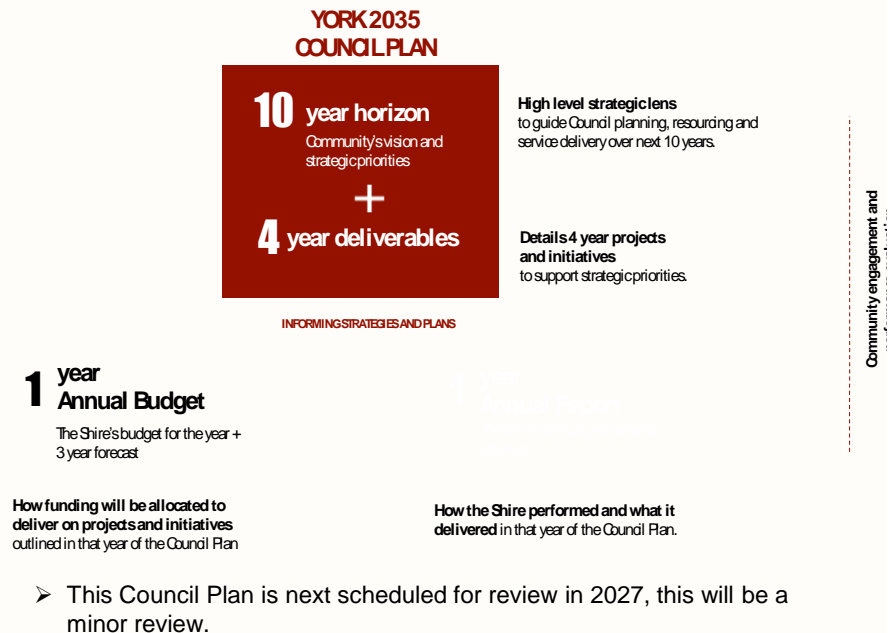 YORK 2035
COUNCIL PLAN
10 year horizon
Community's vision and
strategic priorities
+
4 year deliverables
High level strategic lens
to guide Council planning, resourcing and
service delivery over next 10 years.
Details 4 year projects
and initiatives
to support strategic priorities.
INFORMING STRATEGIES AND PLANS
Community engagement and
1 year
Annual Budget
The Shire's budget for the year +
3 year forecast
How funding will be allocated to
deliver on projects and initiatives
outlined in that year of the Council Plan
How the Shire performed and what it
delivered in that year of the Council Plan.
➢ This Council Plan is next scheduled for review in 2027, this will be a
minor review.